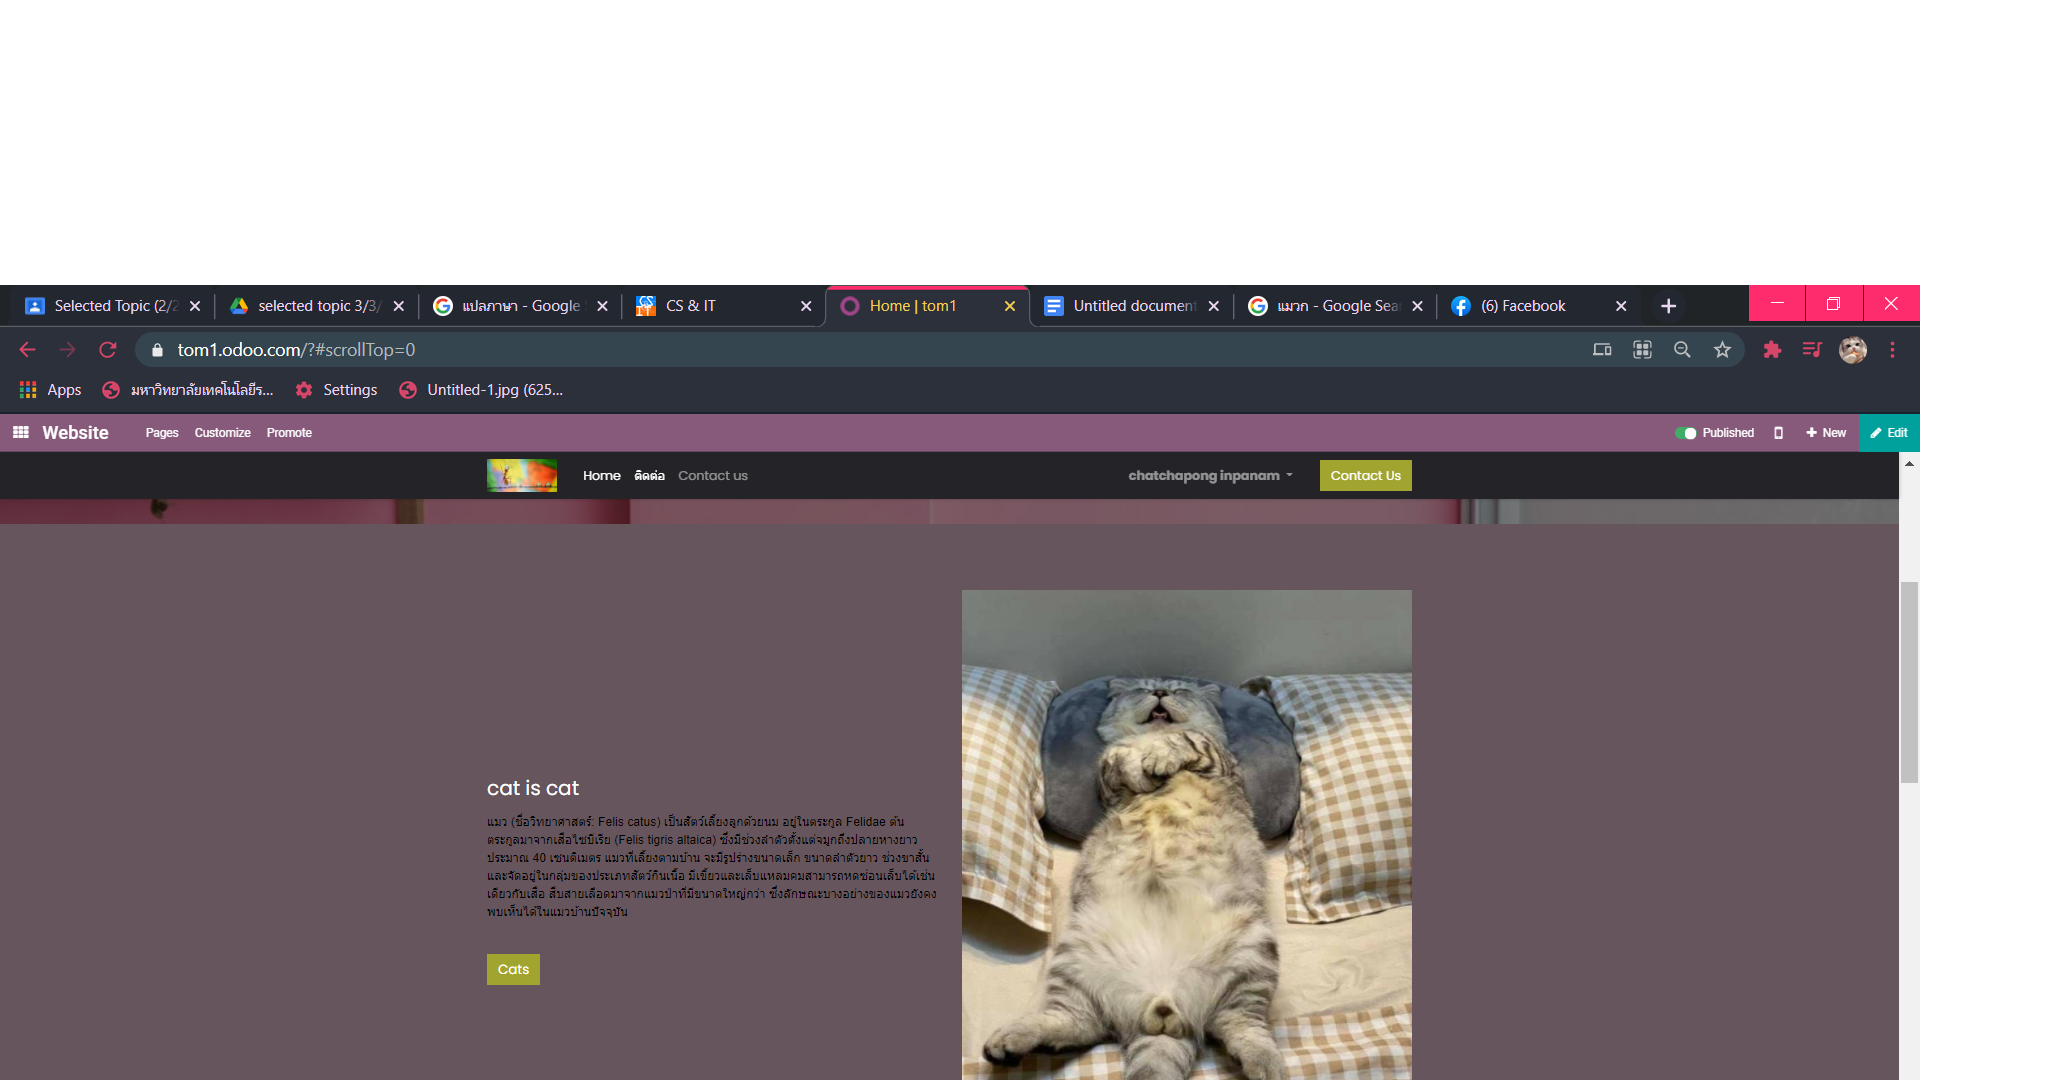 Selected Topic (2/2
selected topic 3/3/
แปลภาษา - Google
CS & IT
Home | tom1
Untitled document
แมวก - Google Sea
(6) Facebook
tom1.odoo.com/?#scrollTop=0
Apps
มหาวิทยาลัยเทคโนโลยีร...
Settings
Untitled-1.jpg (625...
Website
Pages
Customize
Promote
Published
New
Edit
Home
ติดต่อ
Contact us
chatchapong inpanam
Contact Us
cat is cat
แมว (ชื่อวิทยาศาสตร์: Felis catus) เป็นสัตว์เลี้ยงลูกด้วยนม อยู่ในตระกูล Felidae ต้น
ตระกูลมาจากเสือไซบีเรีย (Felis tigris altaica) ซึ่งมีช่วงลำตัวตั้งแต่จมูกถึงปลายหางยาว
ประมาณ 40 เซนติเมตร แมวที่เลี้ยงตามบ้าน จะมีรูปร่างขนาดเล็ก ขนาดลำตัวยาว ช่วงขาสั้น
และจัดอยู่ในกลุ่มของประเภทสัตว์กินเนื้อ มีเขี้ยวและเล็บแหลมคมสามารถหดซ่อนเล็บได้เช่น
เดียวกับเสือ สืบสายเลือดมาจากแมวป่าที่มีขนาดใหญ่กว่า ซึ่งลักษณะบางอย่างของแมวยังคง
พบเห็นได้ในแมวบ้านปัจจุบัน
Cats